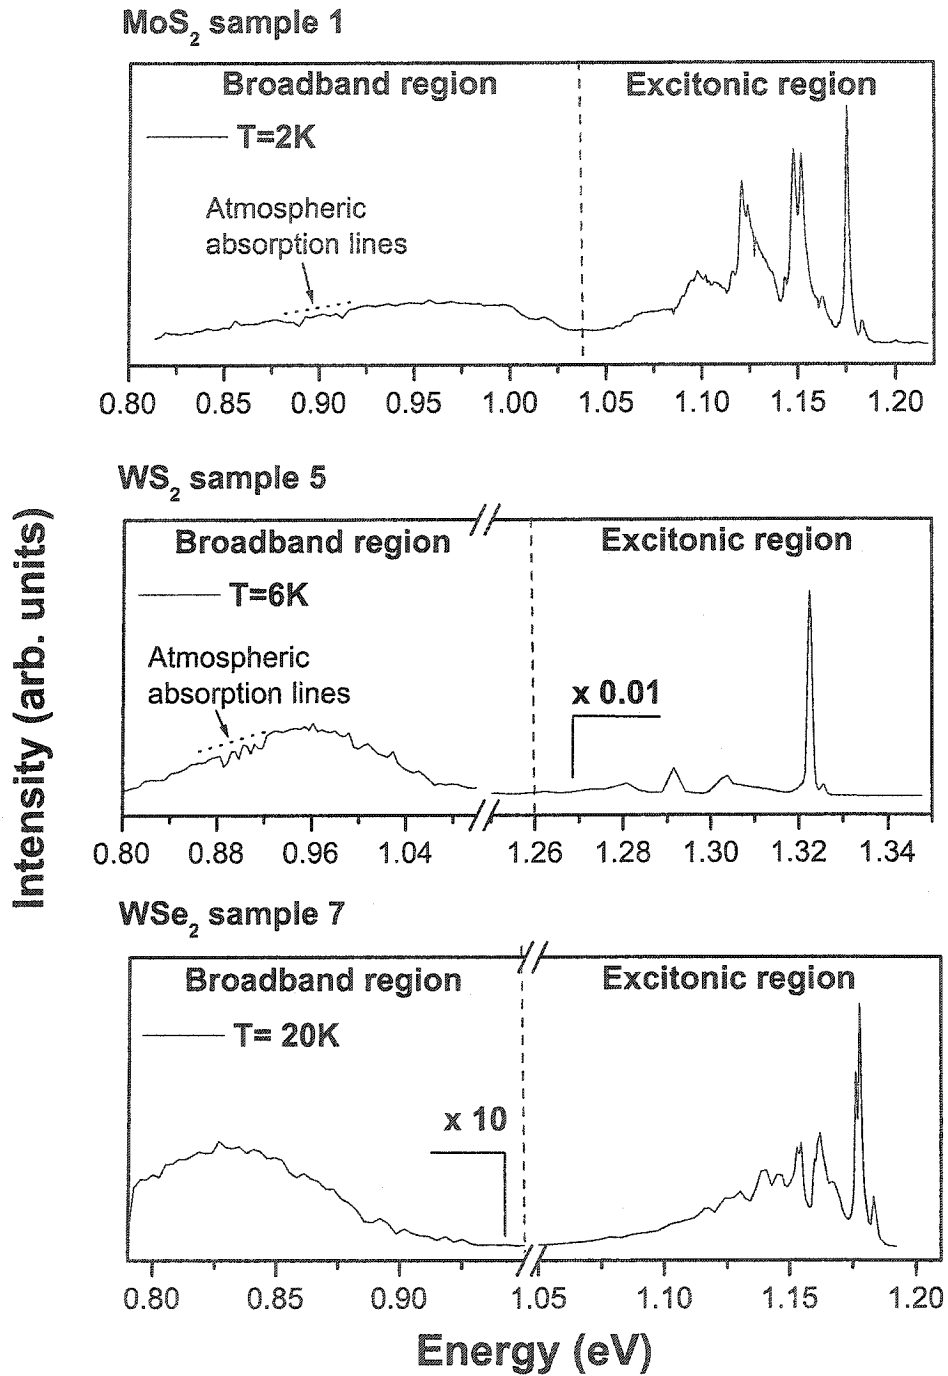 MoS2 sample 1
Broadband region
Excitonic region
T=2K
Atmospheric
absorption lines
0.80 0.85 0.90 0.95 1.00 1.05 1.10 1.15 1.20
WS2 sample 5
Broadband region
Excitonic region
T=6K
Atmospheric
absorption lines
x 0.01
0.80 0.88 0.96 1.04 1.26 1.28 1.30 1.32 1.34
Intensity (arb. units)
WSe2 sample 7
Broadband region
Excitonic region
T= 20K
x 10
0.80 0.85 0.90 1.05 1.10 1.15 1.20
Energy (eV)